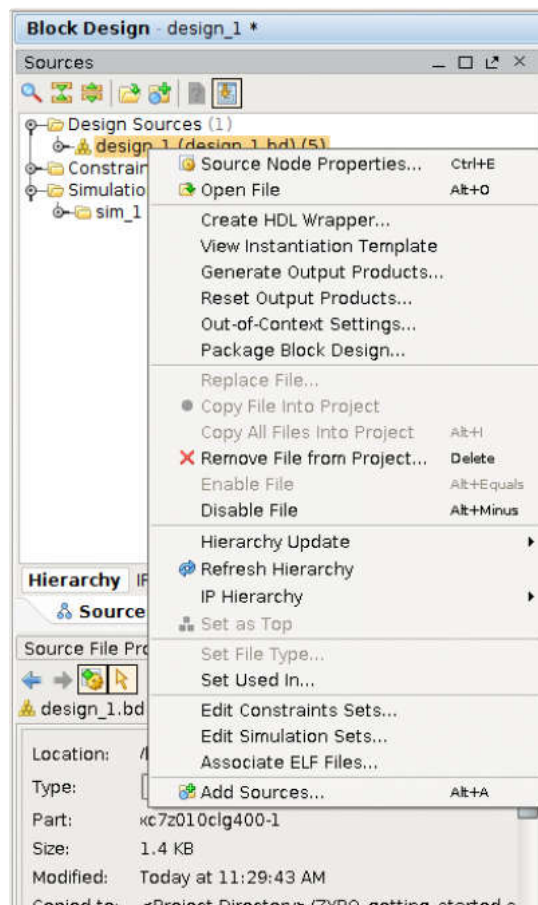 Block Design - design_1 *
Sources
Design Sources (1)
design_1 (design_1.bd) (5)
Constrain
Simulatio
sim_1
Source Node Properties... Ctrl+E
Open File Alt+O
Create HDL Wrapper...
View Instantiation Template
Generate Output Products...
Reset Output Products...
Out-of-Context Settings...
Package Block Design...
Replace File...
Copy File Into Project
Copy All Files Into Project Alt+I
Remove File from Project... Delete
Enable File Alt+Equals
Disable File Alt+Minus
Hierarchy Update
Refresh Hierarchy
IP Hierarchy
Set as Top
Set File Type...
Set Used In...
Edit Constraints Sets...
Edit Simulation Sets...
Associate ELF Files...
Add Sources... Alt+A
Hierarchy IP
Source
Source File Pro
design_1.bd
Location:
Type:
Part: xc7z010clg400-1
Size: 1.4 KB
Modified: Today at 11:29:43 AM
Copied to: <Project Directory>/ZYBO_getting_started.s